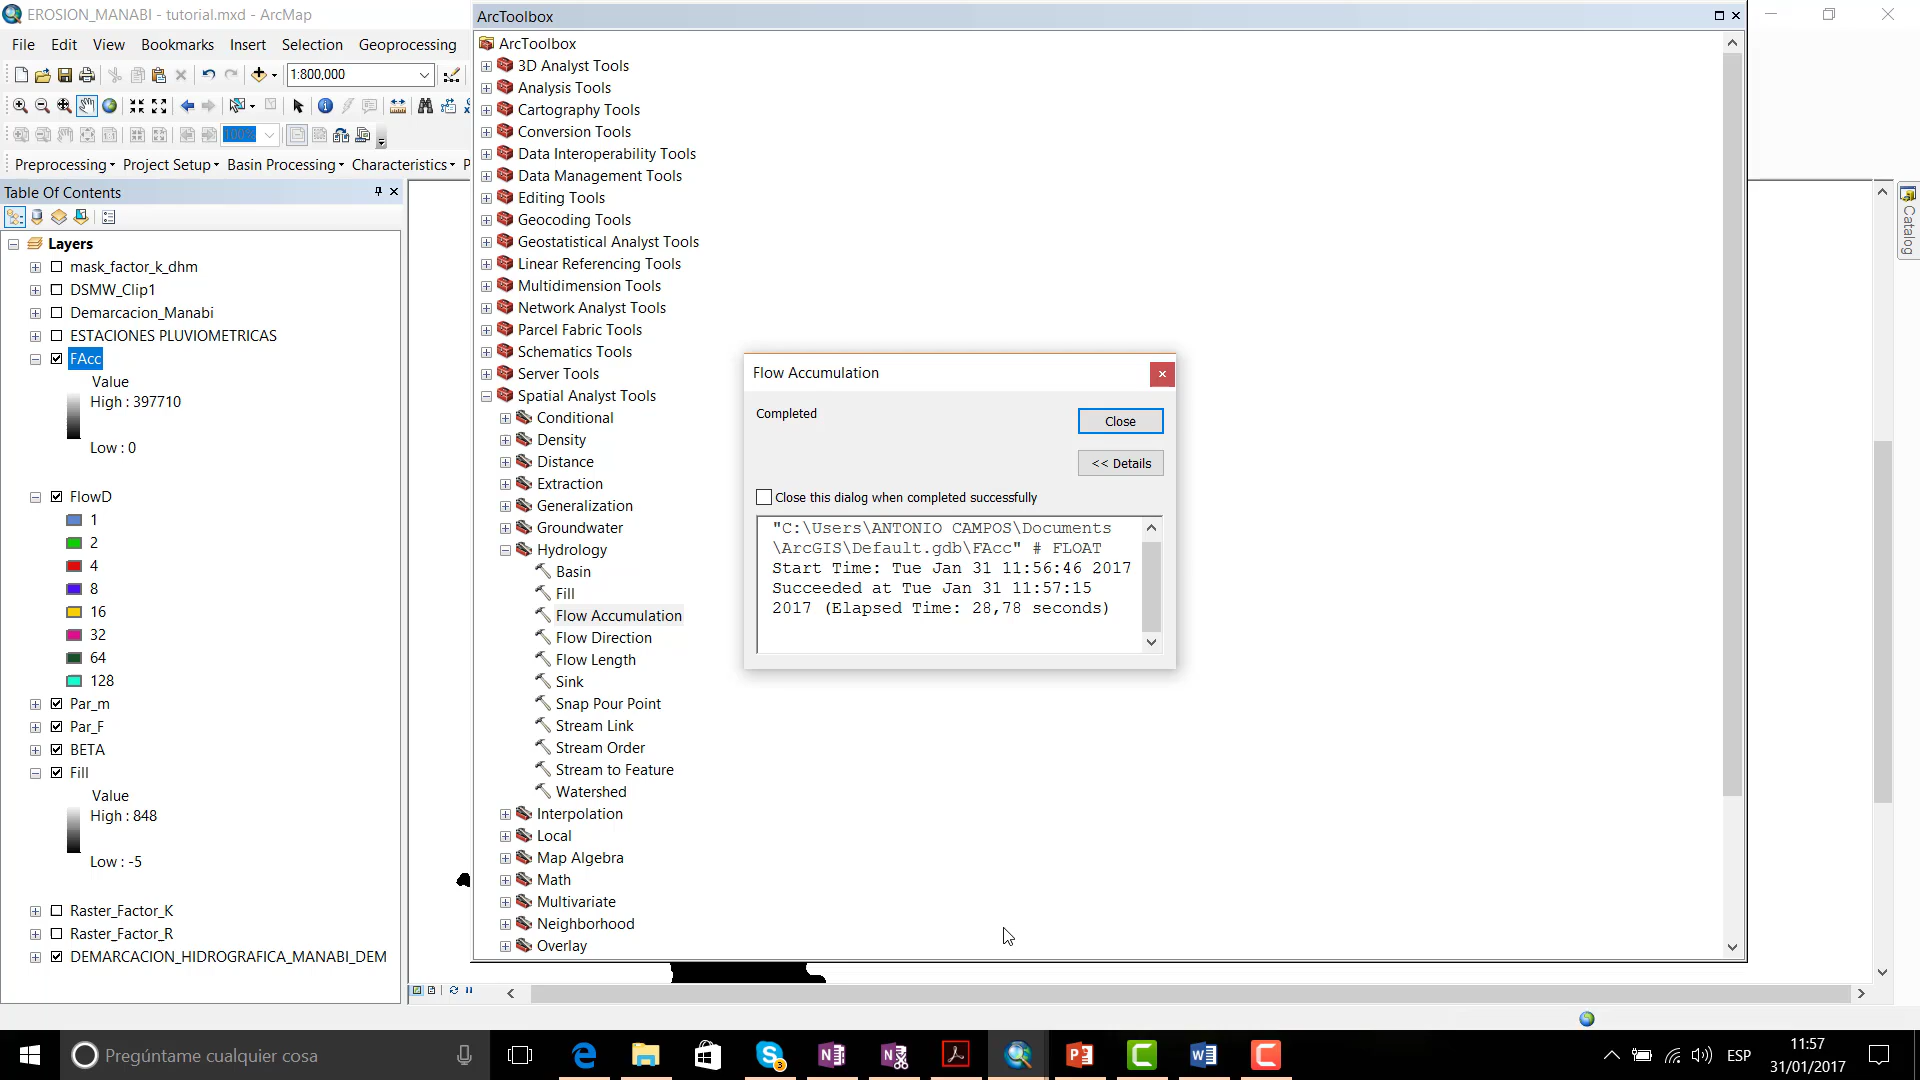 EROSION_MANABI - tutorial.mxd - ArcMap
File Edit View Bookmarks Insert Selection Geoprocessing
1:800,000
100%
Preprocessing Project Setup Basin Processing Characteristics P
Table Of Contents
Layers
mask_factor_k_dhm
DSMW_Clip1
Demarcacion_Manabi
ESTACIONES PLUVIOMETRICAS
FAcc
Value
High : 397710
Low : 0
FlowD
1
2
4
8
16
32
64
128
Par_m
Par_F
BETA
Fill
Value
High : 848
Low : -5
Raster_Factor_K
Raster_Factor_R
DEMARCACION_HIDROGRAFICA_MANABI_DEM
ArcToolbox
ArcToolbox
3D Analyst Tools
Analysis Tools
Cartography Tools
Conversion Tools
Data Interoperability Tools
Data Management Tools
Editing Tools
Geocoding Tools
Geostatistical Analyst Tools
Linear Referencing Tools
Multidimension Tools
Network Analyst Tools
Parcel Fabric Tools
Schematics Tools
Server Tools
Spatial Analyst Tools
Conditional
Density
Distance
Extraction
Generalization
Groundwater
Hydrology
Basin
Fill
Flow Accumulation
Flow Direction
Flow Length
Sink
Snap Pour Point
Stream Link
Stream Order
Stream to Feature
Watershed
Interpolation
Local
Map Algebra
Math
Multivariate
Neighborhood
Overlay
Flow Accumulation
Completed
Close
<< Details
Close this dialog when completed successfully
"C:\Users\ANTONIO CAMPOS\Documents
\ArcGIS\Default.gdb\FAcc" # FLOAT
Start Time: Tue Jan 31 11:56:46 2017
Succeeded at Tue Jan 31 11:57:15
2017 (Elapsed Time: 28,78 seconds)
Catalog
Pregúntame cualquier cosa
3
ESP
11:57
31/01/2017